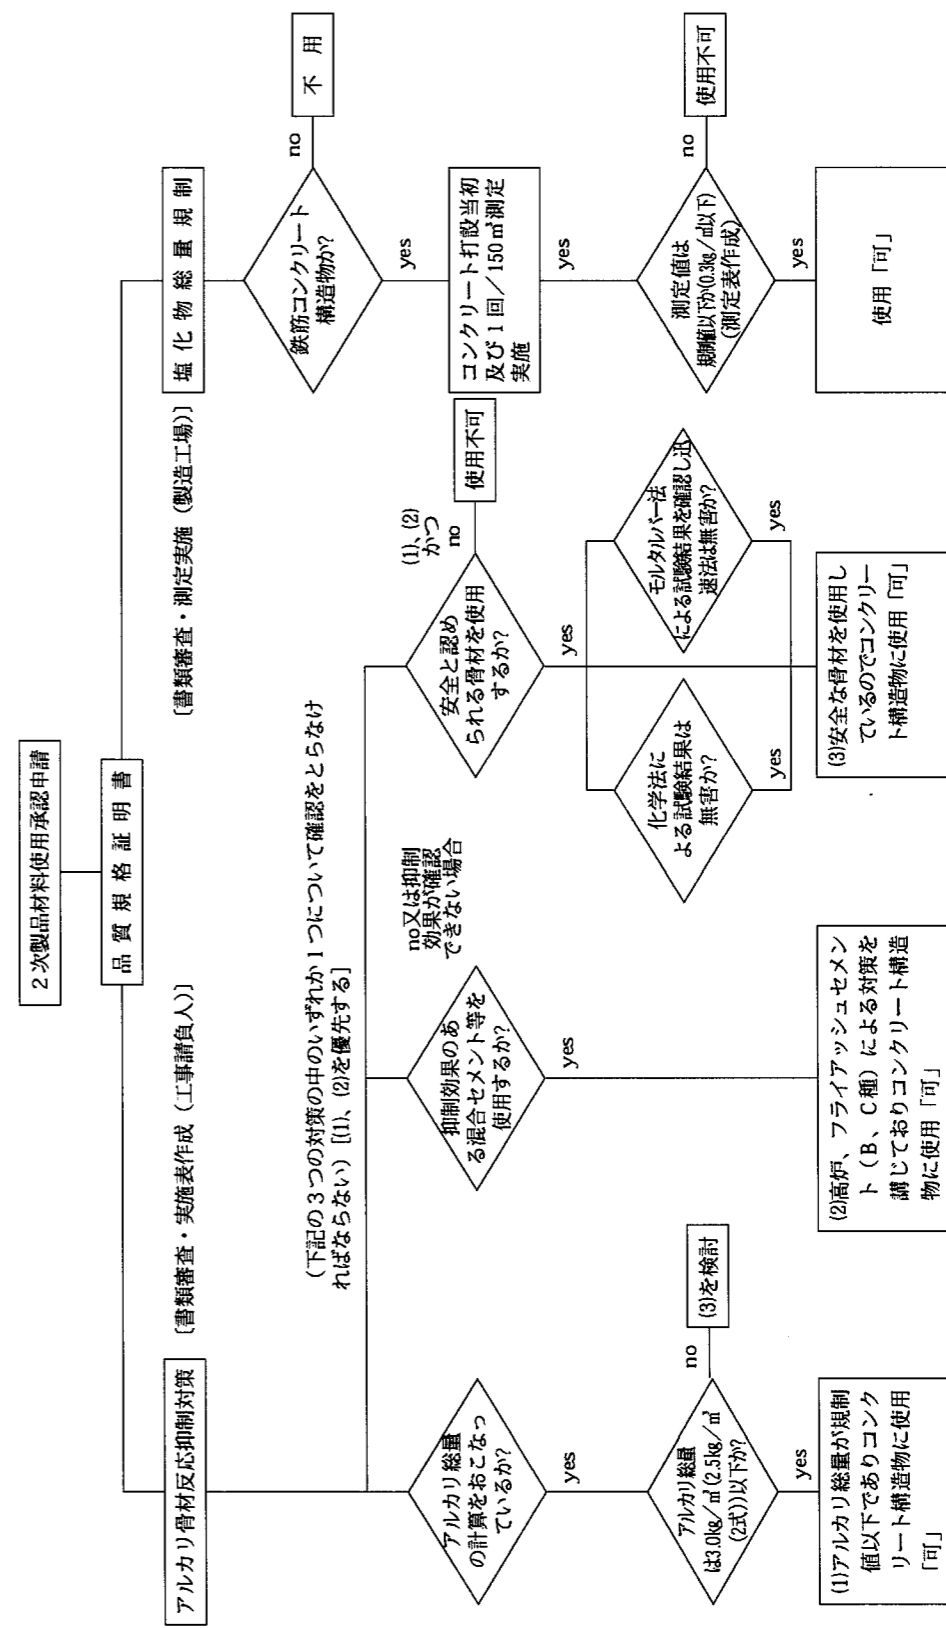 2次製品材料使用承認申請
品質規格証明書
アルカリ骨材反応抑制対策
［書類審査・実施表作成（工事請負人）］
塩化物総量規制
［書類審査・測定実施（製造工場）］
（下記の3つの対策の中のいずれか1つについて確認をとらなけ
ればならない）［(1)、(2)を優先する］
アルカリ総量
の計算をおこなっ
ているか？
yes
アルカリ総量
は3.0kg／㎥(2.5kg／㎥
(2式))以下か？
no
(3)を検討
yes
(1)アルカリ総量が規制
値以下でありコンク
リート構造物に使用
「可」
抑制効果のあ
る混合セメント等を
使用するか？
no又は抑制
効果が確認
できない場合
yes
(2)高炉、フライアッシュセメン
ト（B、C種）による対策を
講じておりコンクリート構造
物に使用「可」
安全と認め
られる骨材を使用
するか？
(1)、(2)
かつ
no
使用不可
yes
化学法に
よる試験結果は
無害か？
yes
モルタルバー法
による試験結果を確認し迅
速法は無害か？
yes
(3)安全な骨材を使用し
ているのでコンクリー
ト構造物に使用「可」
鉄筋コンクリート
構造物か？
no
不用
yes
コンクリート打設当初
及び1回／150㎥測定
実施
yes
測定値は
規制値以下か(0.3kg／㎥以下)
（測定表作成）
no
使用不可
yes
使用「可」